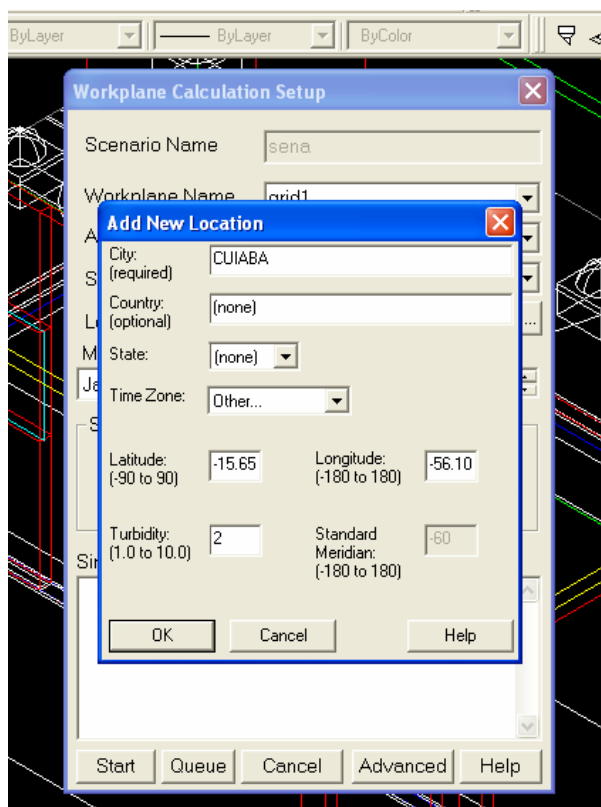 ByLayer ByLayer ByColor
Workplane Calculation Setup
Scenario Name sena
Workplane Name grid1
Add New Location
City:
(required)
CUIABA
Country:
(optional)
(none)
State: (none)
Time Zone: Other...
Latitude:
(-90 to 90)
-15.65
Longitude:
(-180 to 180)
-56.10
Turbidity:
(1.0 to 10.0)
2
Standard
Meridian:
(-180 to 180)
-60
OK Cancel Help
Start Queue Cancel Advanced Help